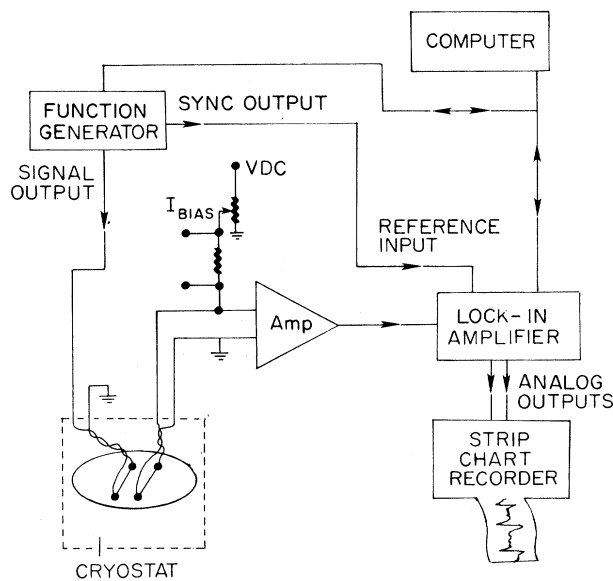 COMPUTER
FUNCTION
GENERATOR
SYNC OUTPUT
SIGNAL
OUTPUT
VDC
I BIAS
REFERENCE
INPUT
Amp
LOCK-IN
AMPLIFIER
ANALOG
OUTPUTS
STRIP
CHART
RECORDER
CRYOSTAT